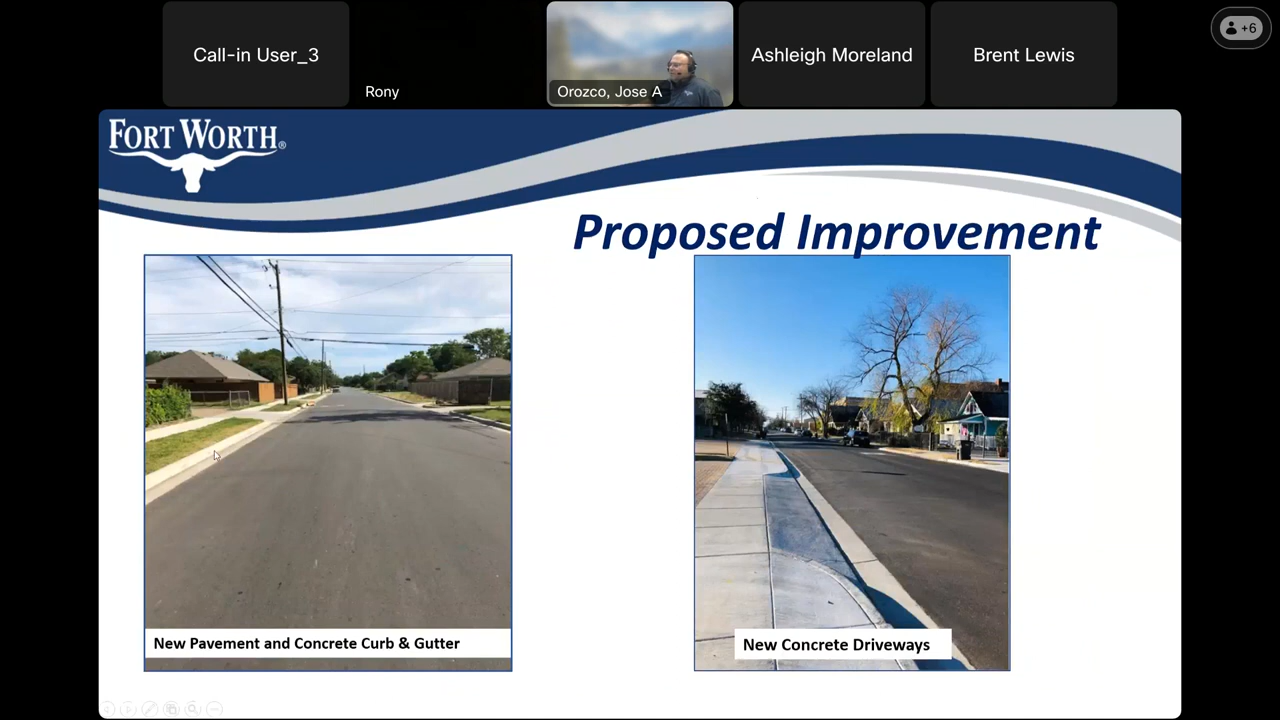 Call-in User_3
Rony
Orozco, Jose A
Ashleigh Moreland
Brent Lewis
+6
FORT WORTH®
Proposed Improvement
New Pavement and Concrete Curb & Gutter
New Concrete Driveways